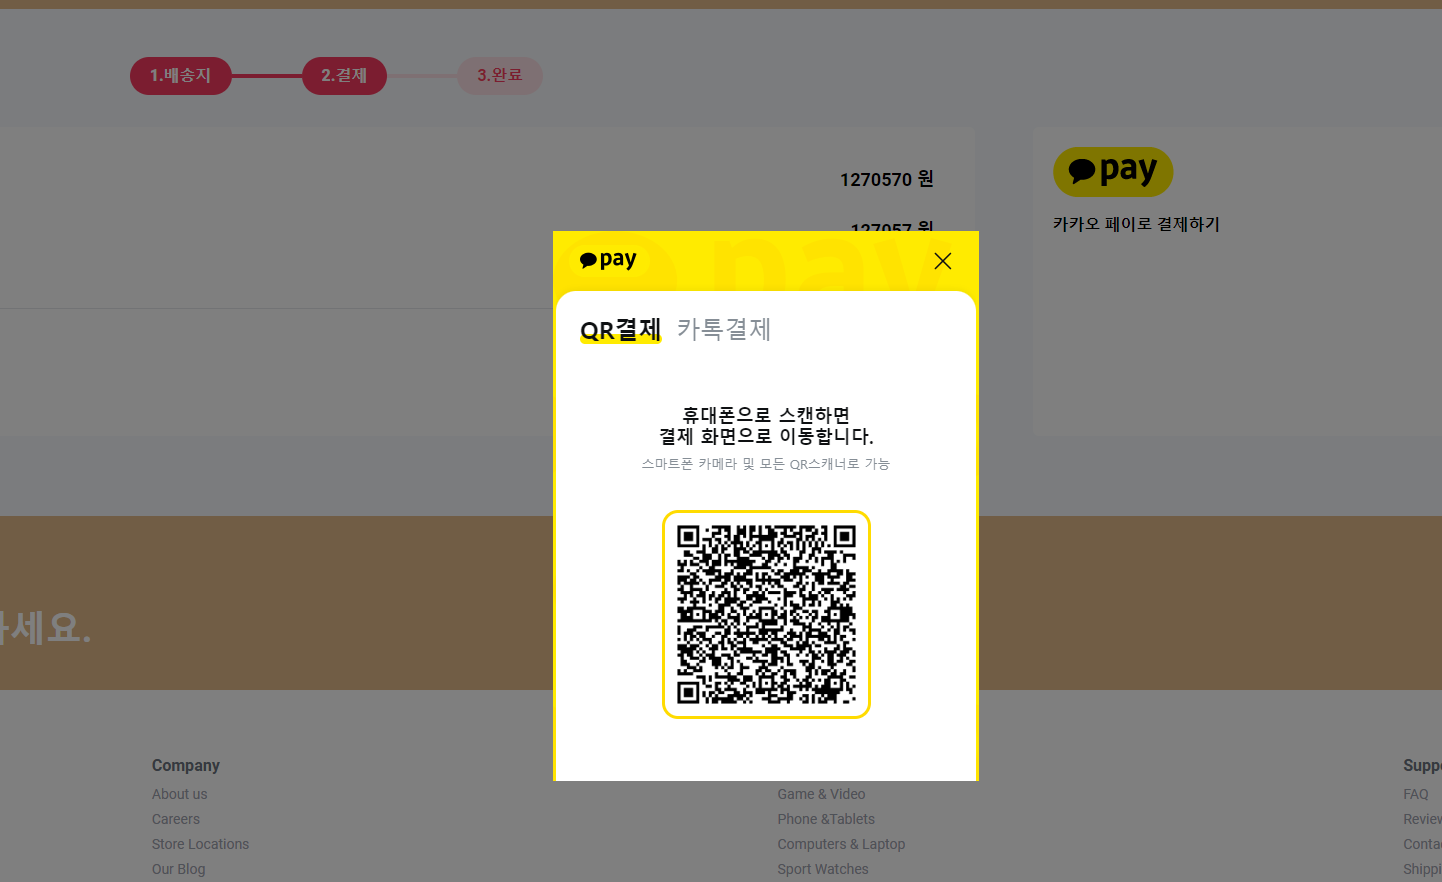 1.배송지
2.결제
3.완료
1270570 원
127057 원
pay
카카오 페이로 결제하기
pay
pay
QR결제 카톡결제
휴대폰으로 스캔하면
결제 화면으로 이동합니다.
스마트폰 카메라 및 모든 QR스캐너로 가능
세요.
Company
About us
Careers
Store Locations
Our Blog
Game & Video
Phone &Tablets
Computers & Laptop
Sport Watches
Supp
FAQ
Review
Conta
Shippi